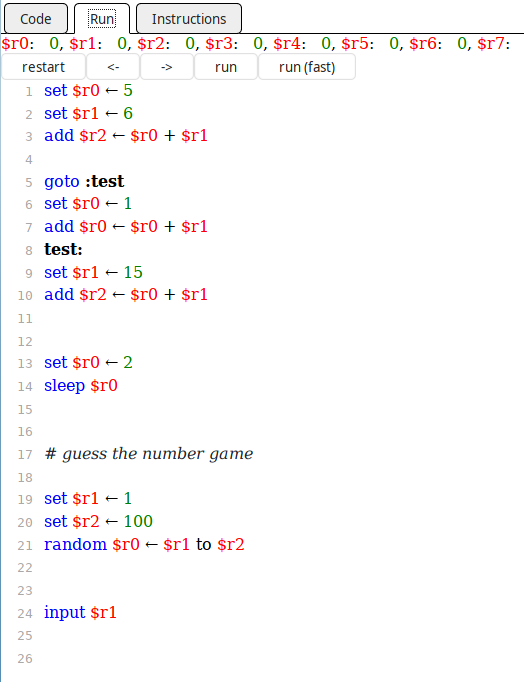 Code Run Instructions
$r0: 0, $r1: 0, $r2: 0, $r3: 0, $r4: 0, $r5: 0, $r6: 0, $r7:
restart <- -> run run (fast)
1 set $r0 ← 5
2 set $r1 ← 6
3 add $r2 ← $r0 + $r1
4
5 goto :test
6 set $r0 ← 1
7 add $r0 ← $r0 + $r1
8 test:
9 set $r1 ← 15
10 add $r2 ← $r0 + $r1
11
12
13 set $r0 ← 2
14 sleep $r0
15
16
17 # guess the number game
18
19 set $r1 ← 1
20 set $r2 ← 100
21 random $r0 ← $r1 to $r2
22
23
24 input $r1
25
26